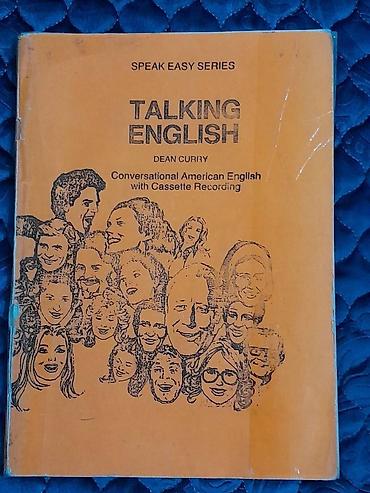 SPEAK EASY SERIES
TALKING
ENGLISH
DEAN CURRY
Conversational American English
with Cassette Recording